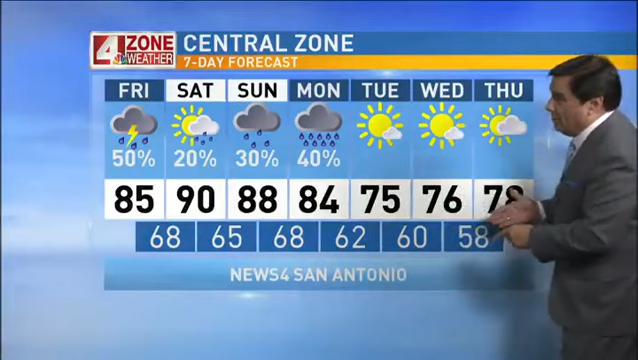 4 ZONE WEATHER
CENTRAL ZONE
7-DAY FORECAST
FRI SAT SUN MON TUE WED THU
50% 20% 30% 40%
85 90 88 84 75 76 78
68 65 68 62 60 58
NEWS4 SAN ANTONIO